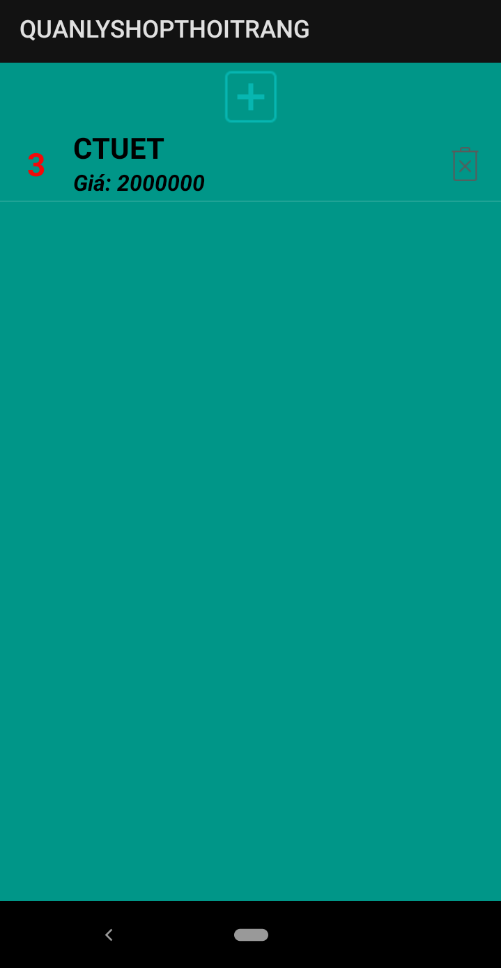 QUANLYSHOPTHOITRANG
3
CTUET
Giá: 2000000